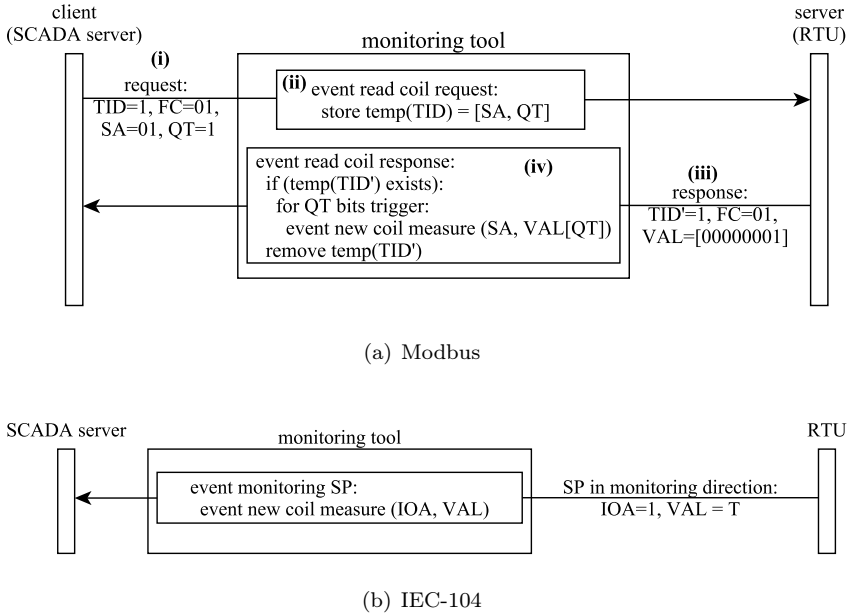 client
(SCADA server)
server
(RTU)
monitoring tool
(i)
request:
TID=1, FC=01,
SA=01, QT=1
(ii) event read coil request:
store temp(TID) = [SA, QT]
event read coil response:
(iv)
if (temp(TID') exists):
for QT bits trigger:
event new coil measure (SA, VAL[QT])
remove temp(TID')
(iii)
response:
TID'=1, FC=01,
VAL=[00000001]
(a) Modbus
SCADA server
monitoring tool
RTU
event monitoring SP:
event new coil measure (IOA, VAL)
SP in monitoring direction:
IOA=1, VAL = T
(b) IEC-104